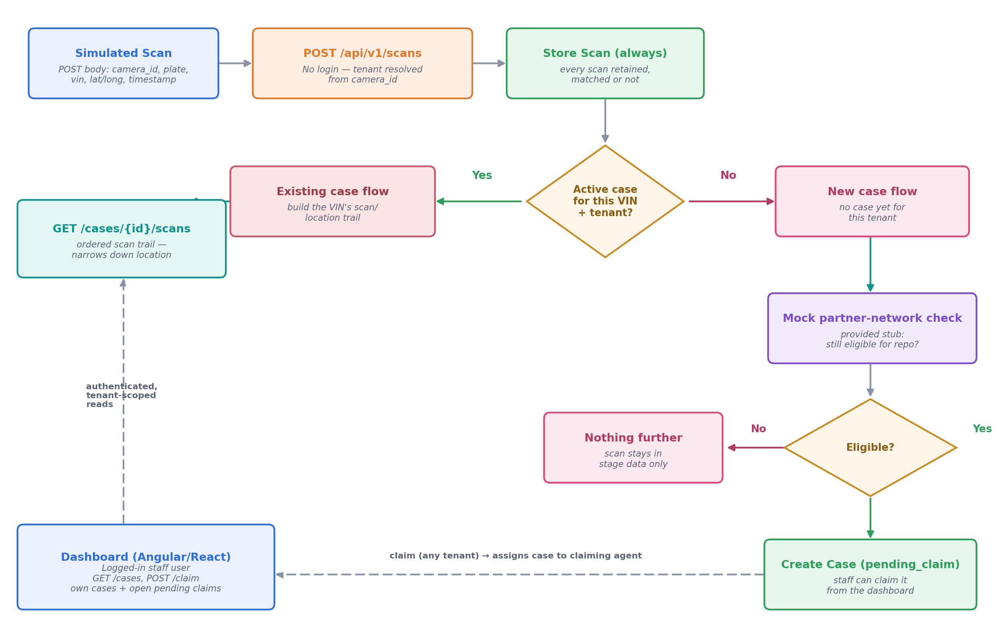 Simulated Scan
POST body: camera_id, plate,
vin, lat/long, timestamp
POST /api/v1/scans
No login — tenant resolved
from camera_id
Store Scan (always)
every scan retained,
matched or not
Existing case flow
build the VIN's scan/
location trail
Yes
Active case
for this VIN
+ tenant?
No
New case flow
no case yet for
this tenant
GET /cases/{id}/scans
ordered scan trail —
narrows down location
Mock partner-network check
provided stub:
still eligible for repo?
authenticated,
tenant-scoped
reads
Nothing further
scan stays in
stage data only
No
Eligible?
Yes
Dashboard (Angular/React)
Logged-in staff user
GET /cases, POST /claim
own cases + open pending claims
claim (any tenant) → assigns case to claiming agent
Create Case (pending_claim)
staff can claim it
from the dashboard